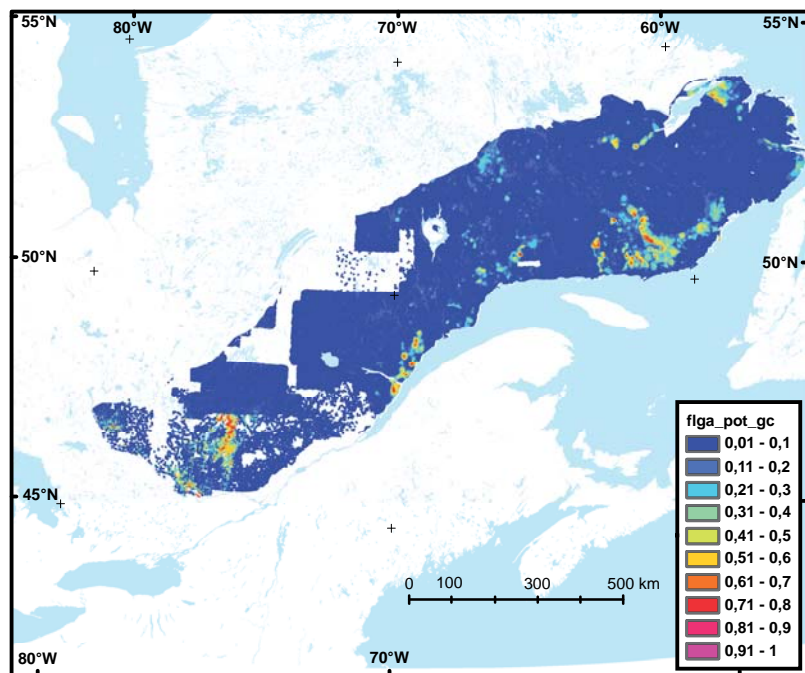 55°N
80°W
70°W
60°W
55°N
50°N
50°N
45°N
flga_pot_gc
0,01 - 0,1
0,11 - 0,2
0,21 - 0,3
0,31 - 0,4
0,41 - 0,5
0,51 - 0,6
0,61 - 0,7
0,71 - 0,8
0,81 - 0,9
0,91 - 1
0 100 300 500 km
80°W
70°W